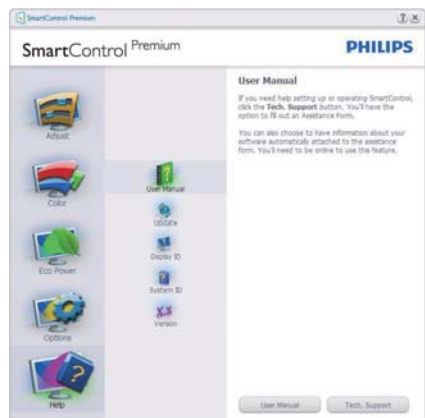 SmartControl Premium
SmartControl Premium
PHILIPS
Adjust
Color
Eco Power
Options
Help
User Manual
Update
Display ID
System ID
Version
User Manual
If you need help setting up or operating SmartControl,
click the Tech. Support button. You'll have the
option to fill out an Assistance Form.
You can also choose to have information about your
software automatically attached to the assistance
form. You'll need to be online to use this feature.
User Manual
Tech. Support